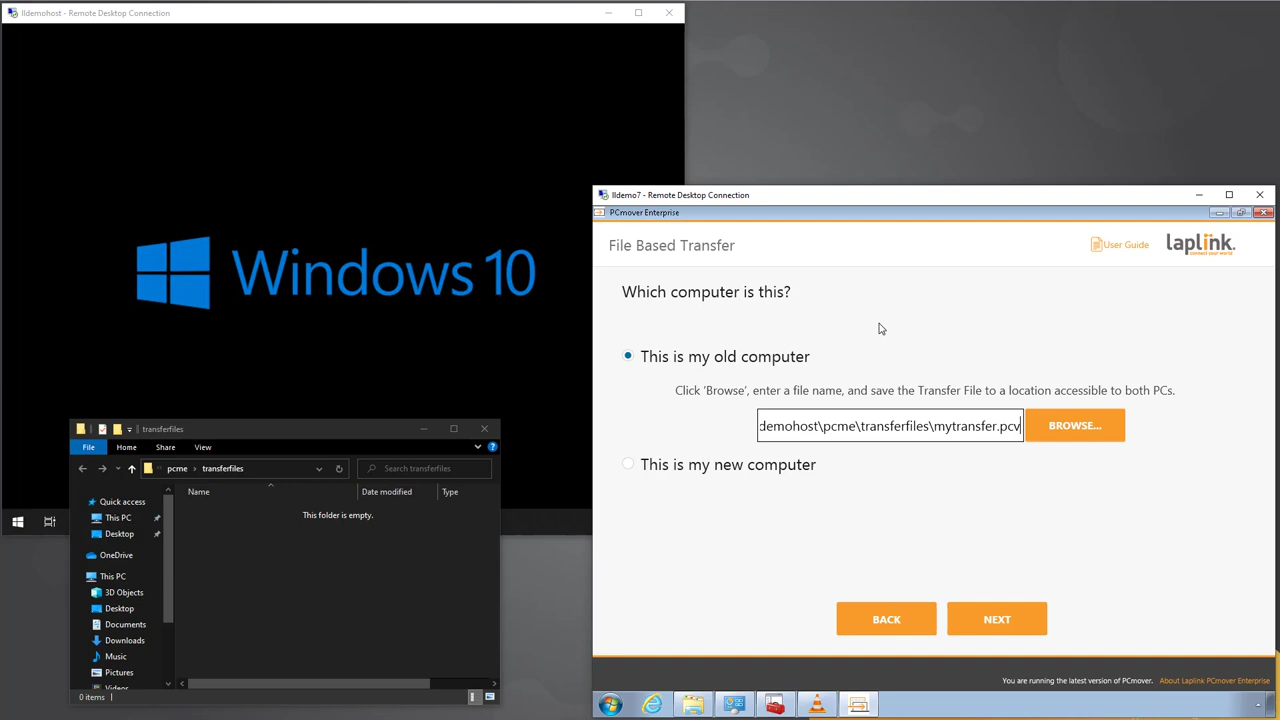 lldemohost - Remote Desktop Connection
Windows 10
transferfiles
File
Home
Share
View
pcme
transferfiles
Search transferfiles
Name
Date modified
Type
This folder is empty.
Quick access
This PC
Desktop
OneDrive
This PC
3D Objects
Desktop
Documents
Downloads
Music
Pictures
Videos
0 items
lldemo7 - Remote Desktop Connection
PCmover Enterprise
File Based Transfer
User Guide
laplink.
connect your world
Which computer is this?
This is my old computer
Click 'Browse', enter a file name, and save the Transfer File to a location accessible to both PCs.
demohost\pcme\transferfiles\mytransfer.pcv
BROWSE...
This is my new computer
BACK
NEXT
You are running the latest version of PCmover.
About Laplink PCmover Enterprise